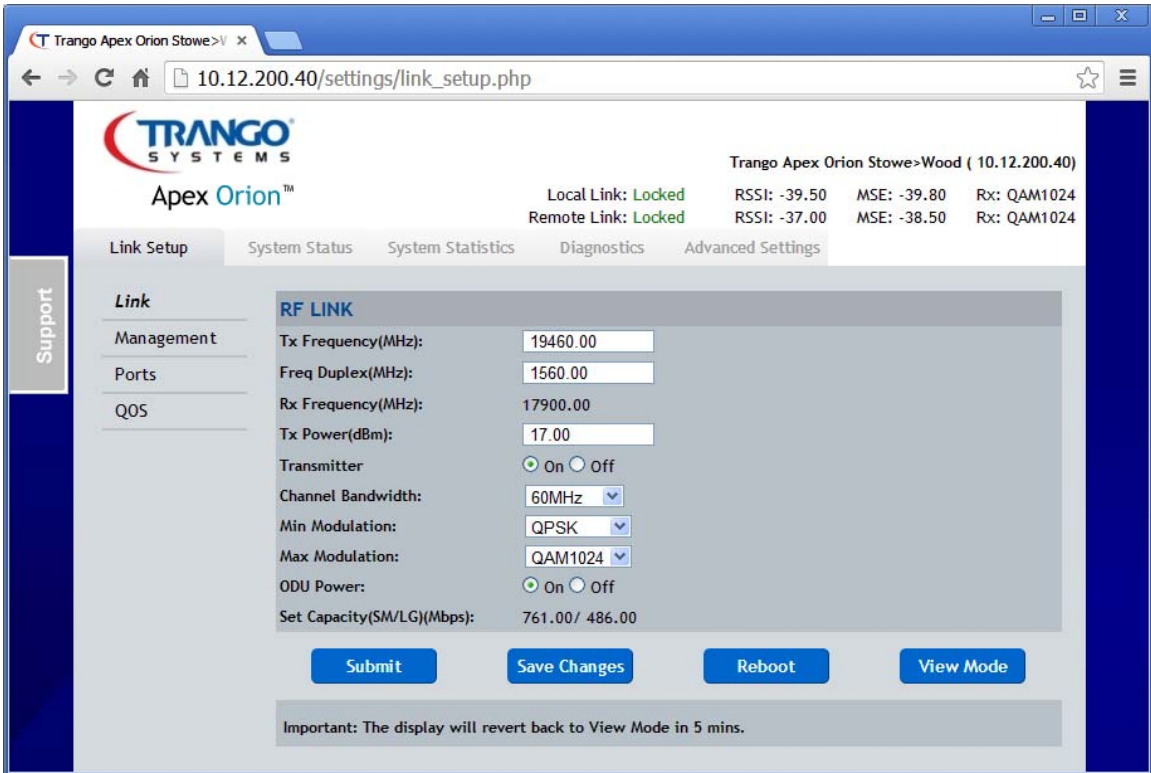 Trango Apex Orion Stowe>W
10.12.200.40/settings/link_setup.php
TRANGO®
SYSTEMS
Apex Orion™
Trango Apex Orion Stowe>Wood ( 10.12.200.40)
Local Link: Locked RSSI: -39.50 MSE: -39.80 Rx: QAM1024
Remote Link: Locked RSSI: -37.00 MSE: -38.50 Rx: QAM1024
Link Setup System Status System Statistics Diagnostics Advanced Settings
Support
Link
Management
Ports
QOS
RF LINK
Tx Frequency(MHz): 19460.00
Freq Duplex(MHz): 1560.00
Rx Frequency(MHz): 17900.00
Tx Power(dBm): 17.00
Transmitter On Off
Channel Bandwidth: 60MHz
Min Modulation: QPSK
Max Modulation: QAM1024
ODU Power: On Off
Set Capacity(SM/LG)(Mbps): 761.00/ 486.00
Submit Save Changes Reboot View Mode
Important: The display will revert back to View Mode in 5 mins.